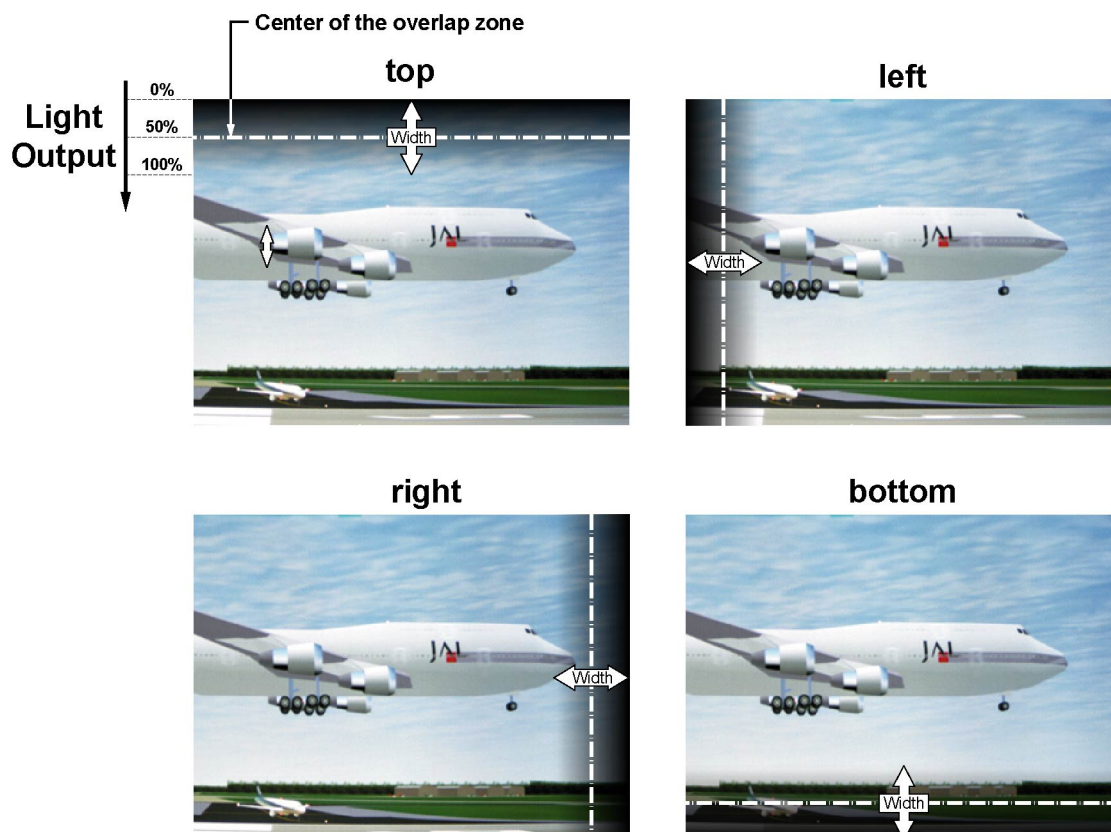 Center of the overlap zone
top
left
0%
Light
Output
50%
100%
Width
JAL
Width
JAL
right
bottom
JAL
Width
JAL
Width